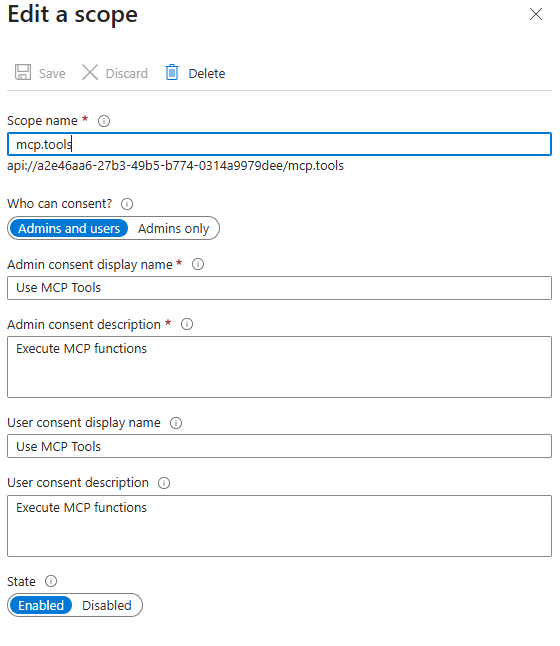 Edit a scope
Save Discard Delete
Scope name *
mcp.tools
api://a2e46aa6-27b3-49b5-b774-0314a9979dee/mcp.tools
Who can consent?
Admins and users Admins only
Admin consent display name *
Use MCP Tools
Admin consent description *
Execute MCP functions
User consent display name
Use MCP Tools
User consent description
Execute MCP functions
State
Enabled Disabled